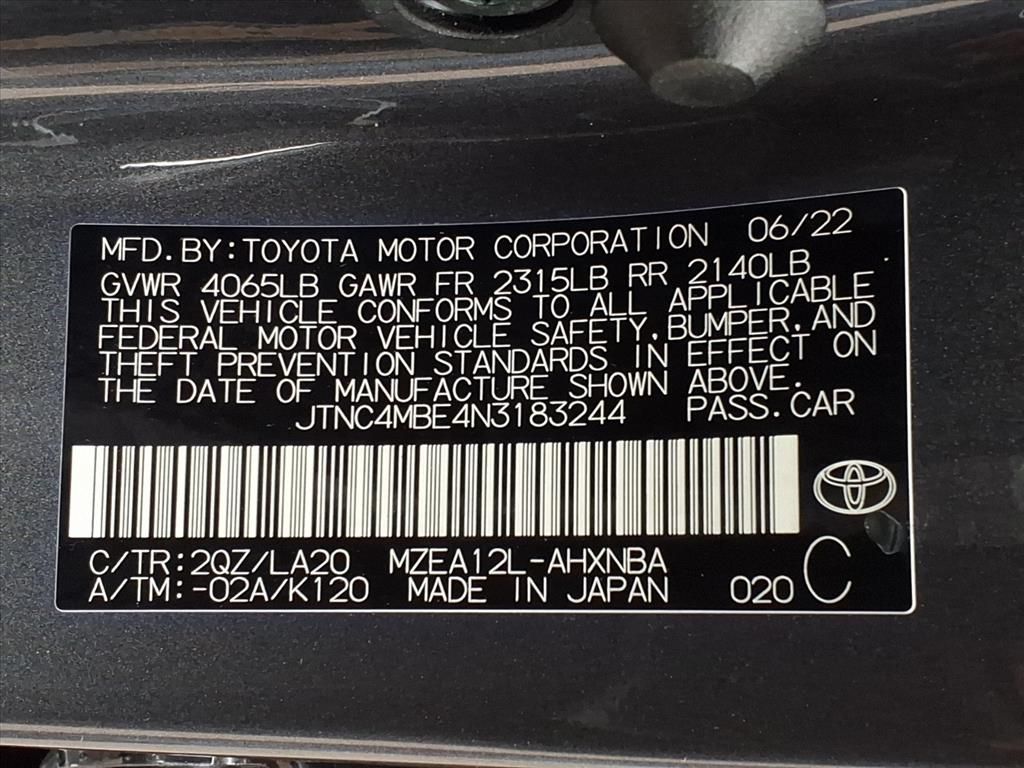 MFD.BY:TOYOTA MOTOR CORPORATION 06/22
GVWR 4065LB GAWR FR 2315LB RR 2140LB
THIS VEHICLE CONFORMS TO ALL APPLICABLE
FEDERAL MOTOR VEHICLE SAFETY,BUMPER,AND
THEFT PREVENTION STANDARDS IN EFFECT ON
THE DATE OF MANUFACTURE SHOWN ABOVE.
JTNC4MBE4N3183244 PASS.CAR
C/TR:2QZ/LA20 MZEA12L-AHXNBA
A/TM:-02A/K120 MADE IN JAPAN 020 C